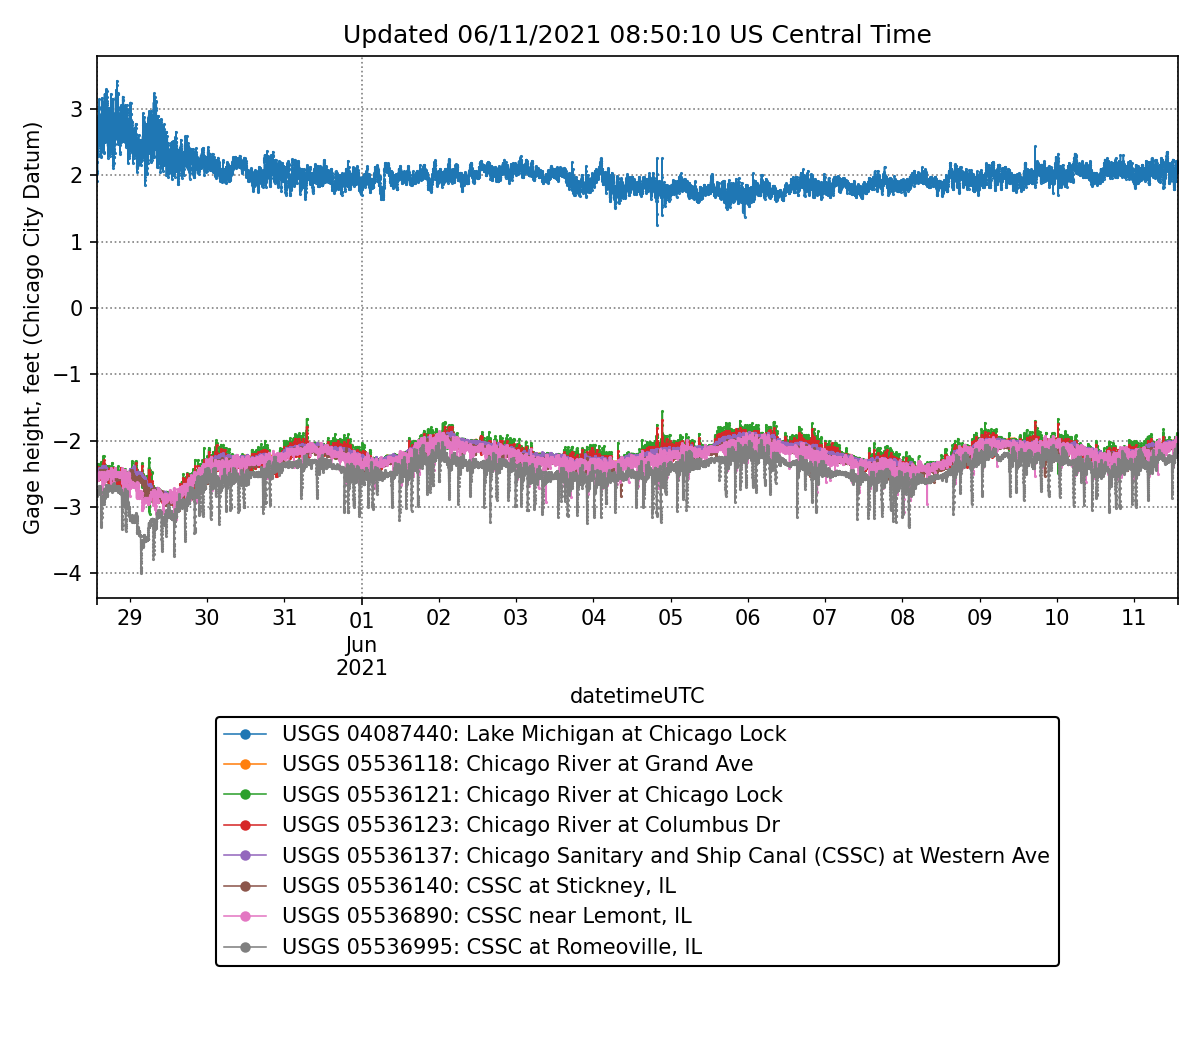 Updated 06/11/2021 08:50:10 US Central Time
Gage height, feet (Chicago City Datum)
3
2
1
0
−1
−2
−3
−4
29 30 31 01 02 03 04 05 06 07 08 09 10 11
Jun
2021
datetimeUTC
USGS 04087440: Lake Michigan at Chicago Lock
USGS 05536118: Chicago River at Grand Ave
USGS 05536121: Chicago River at Chicago Lock
USGS 05536123: Chicago River at Columbus Dr
USGS 05536137: Chicago Sanitary and Ship Canal (CSSC) at Western Ave
USGS 05536140: CSSC at Stickney, IL
USGS 05536890: CSSC near Lemont, IL
USGS 05536995: CSSC at Romeoville, IL